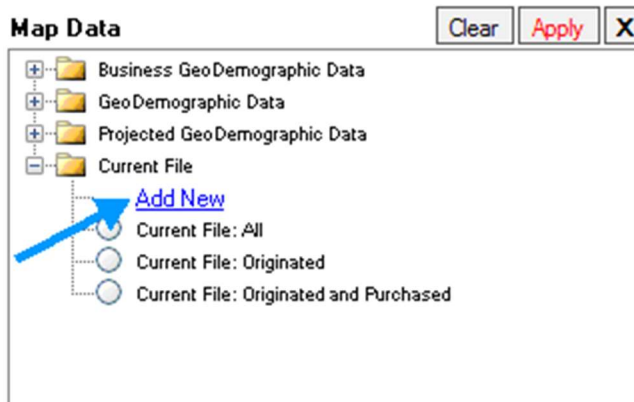 Map Data Clear Apply X
Business GeoDemographic Data
GeoDemographic Data
Projected GeoDemographic Data
Current File
Add New
Current File: All
Current File: Originated
Current File: Originated and Purchased